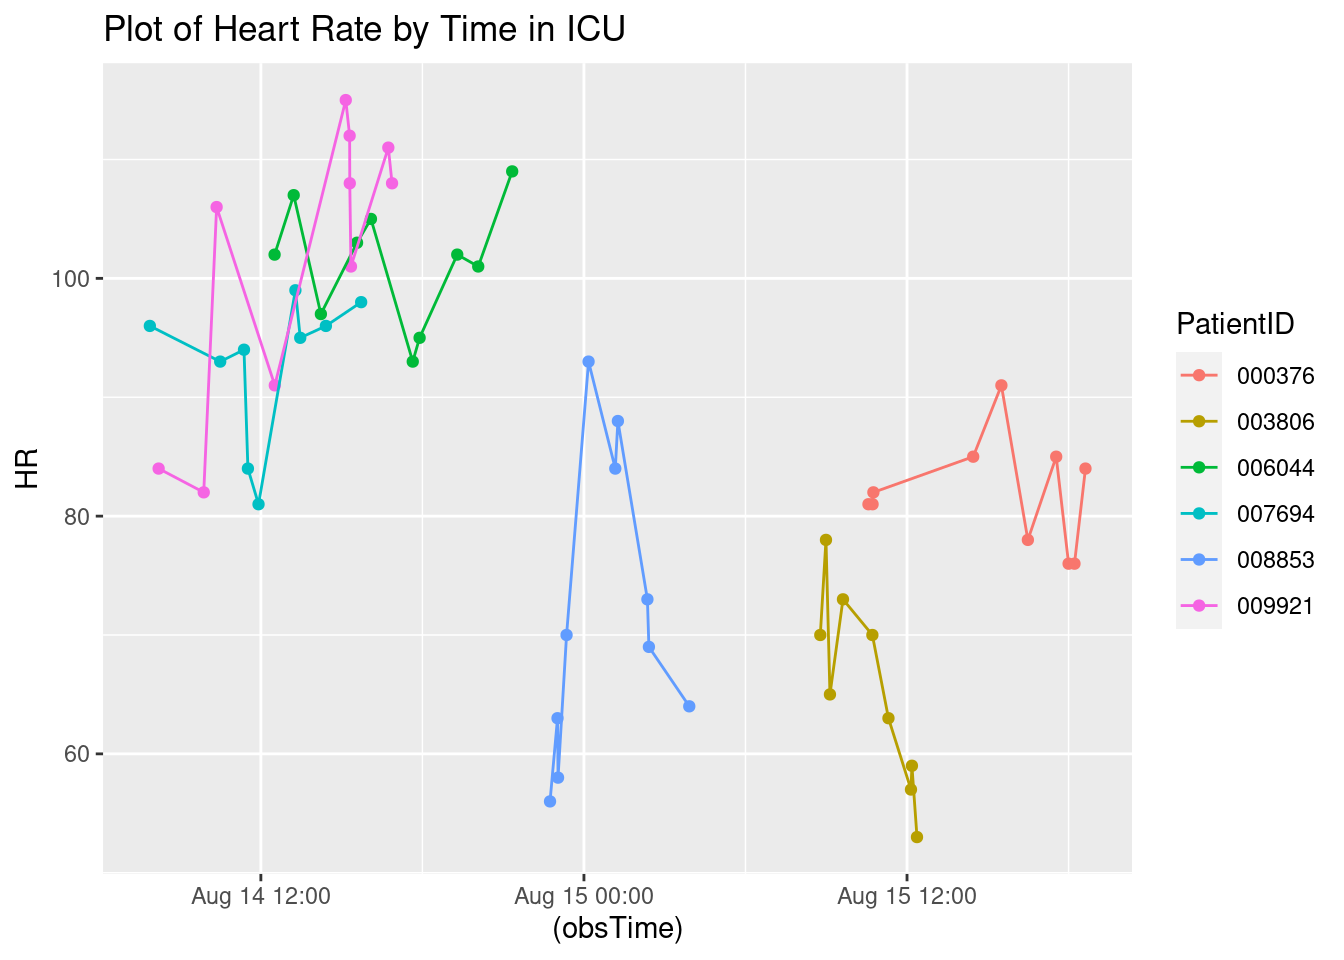 Plot of Heart Rate by Time in ICU
HR
100
80
60
Aug 14 12:00
Aug 15 00:00
Aug 15 12:00
(obsTime)
PatientID
000376
003806
006044
007694
008853
009921